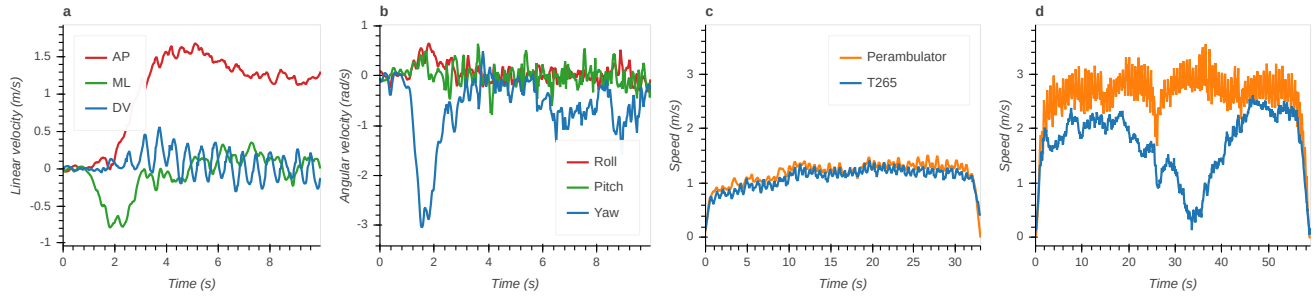 a
Linear velocity (m/s)
1.5
1
0.5
0
-0.5
-1
AP
ML
DV
0 2 4 6 8
Time (s)
b
Angular velocity (rad/s)
1
0
-1
-2
-3
Roll
Pitch
Yaw
0 2 4 6 8
Time (s)
c
Speed (m/s)
3
2
1
0
Perambulator
T265
0 5 10 15 20 25 30
Time (s)
d
Speed (m/s)
3
2
1
0
0 10 20 30 40 50
Time (s)